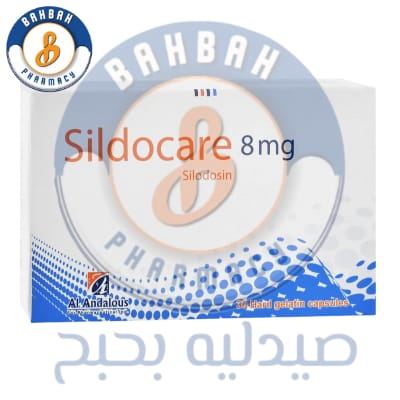 BAHBAH
PHARMACY
BAHBAH
PHARMACY
Sildocare 8mg
Silodosin
Al Andalous
Hard gelatin capsules
صيدليه بحبح